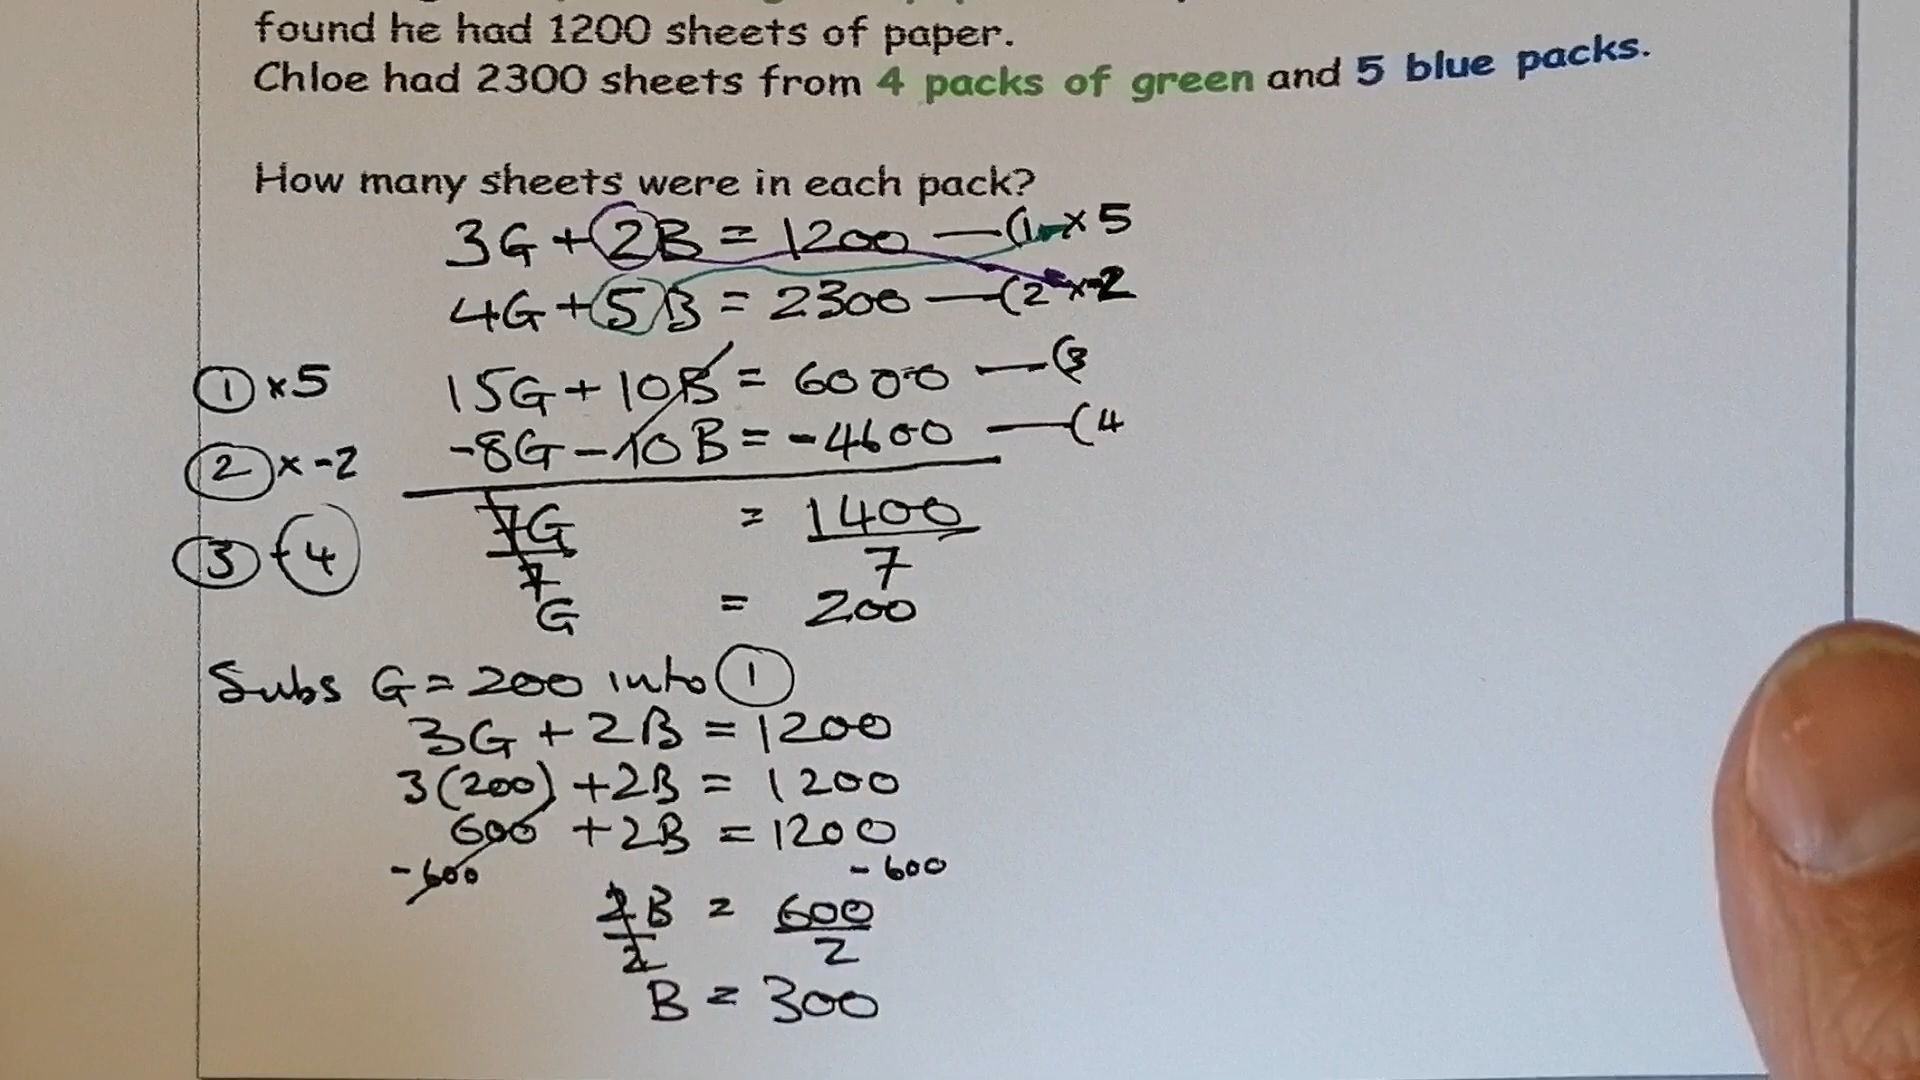 found he had 1200 sheets of paper.
Chloe had 2300 sheets from 4 packs of green and 5 blue packs.
How many sheets were in each pack?
3G + 2B = 1200 —(1 x 5
4G + 5B = 2300 —(2 x -2
① x5 15G + 10B = 6000 —(3
② x -2 -8G - 10B = -4600 —(4
③ + ④ 7G/7 = 1400/7
G = 200
Subs G = 200 into ①
3G + 2B = 1200
3(200) + 2B = 1200
600 + 2B = 1200
-600 -600
2B/2 = 600/2
B = 300